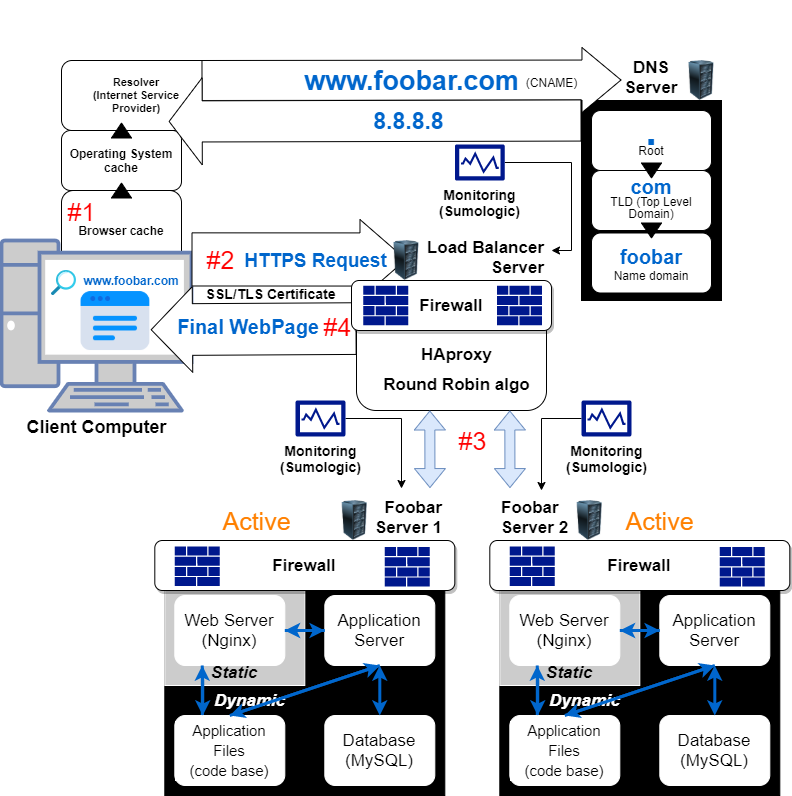 www.foobar.com (CNAME)
DNS
Server
Resolver
(Internet Service
Provider)
8.8.8.8
Operating System
cache
.
Root
com
TLD (Top Level
Domain)
foobar
Name domain
Monitoring
(Sumologic)
#1
Browser cache
#2 HTTPS Request
Load Balancer
Server
www.foobar.com
SSL/TLS Certificate
Firewall
Final WebPage #4
HAproxy
Round Robin algo
Client Computer
#3
Monitoring
(Sumologic)
Monitoring
(Sumologic)
Active
Foobar
Server 1
Foobar
Server 2
Active
Firewall
Firewall
Web Server
(Nginx)
Application
Server
Static
Dynamic
Application
Files
(code base)
Database
(MySQL)
Web Server
(Nginx)
Application
Server
Static
Dynamic
Application
Files
(code base)
Database
(MySQL)